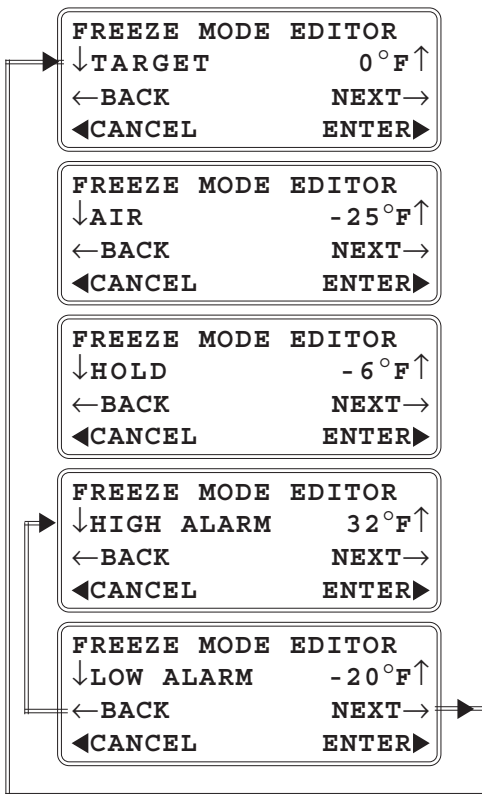 FREEZE MODE EDITOR
↓TARGET 0°F↑
←BACK NEXT→
◀CANCEL ENTER▶
FREEZE MODE EDITOR
↓AIR -25°F↑
←BACK NEXT→
◀CANCEL ENTER▶
FREEZE MODE EDITOR
↓HOLD -6°F↑
←BACK NEXT→
◀CANCEL ENTER▶
FREEZE MODE EDITOR
↓HIGH ALARM 32°F↑
←BACK NEXT→
◀CANCEL ENTER▶
FREEZE MODE EDITOR
↓LOW ALARM -20°F↑
←BACK NEXT→
◀CANCEL ENTER▶